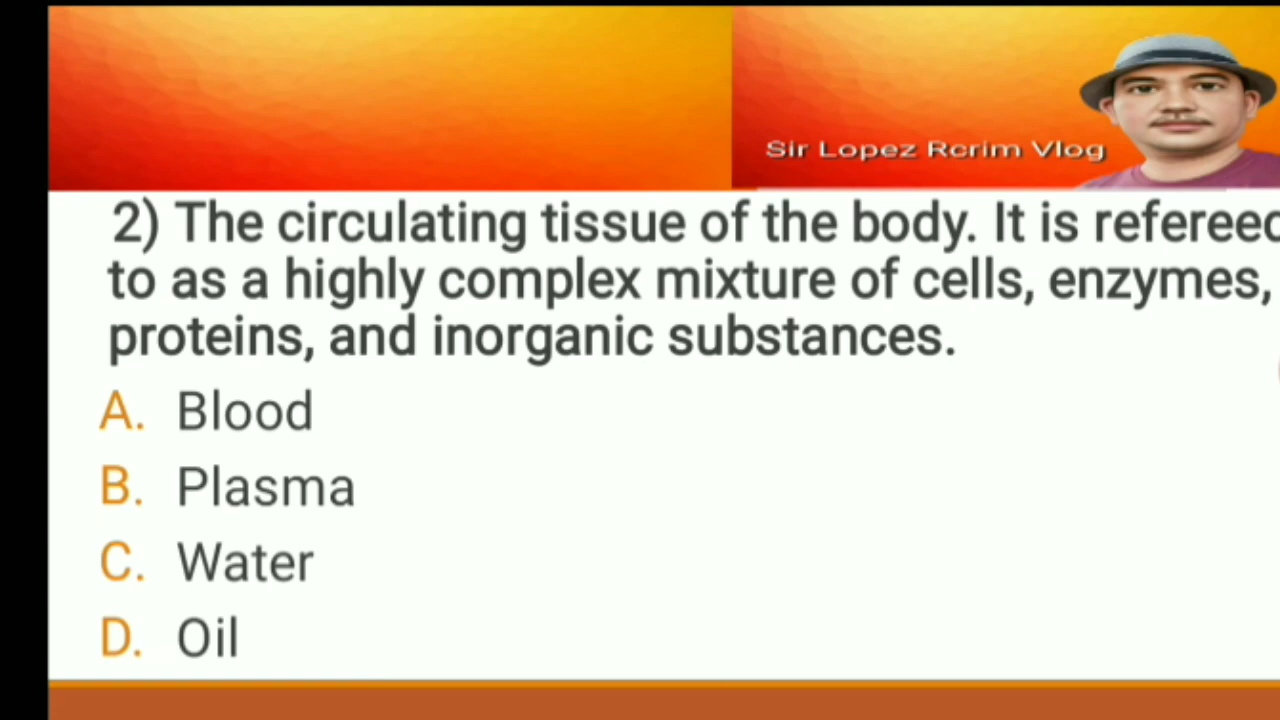 Sir Lopez Rcrim Vlog
2) The circulating tissue of the body. It is refereed
to as a highly complex mixture of cells, enzymes,
proteins, and inorganic substances.
A. Blood
B. Plasma
C. Water
D. Oil